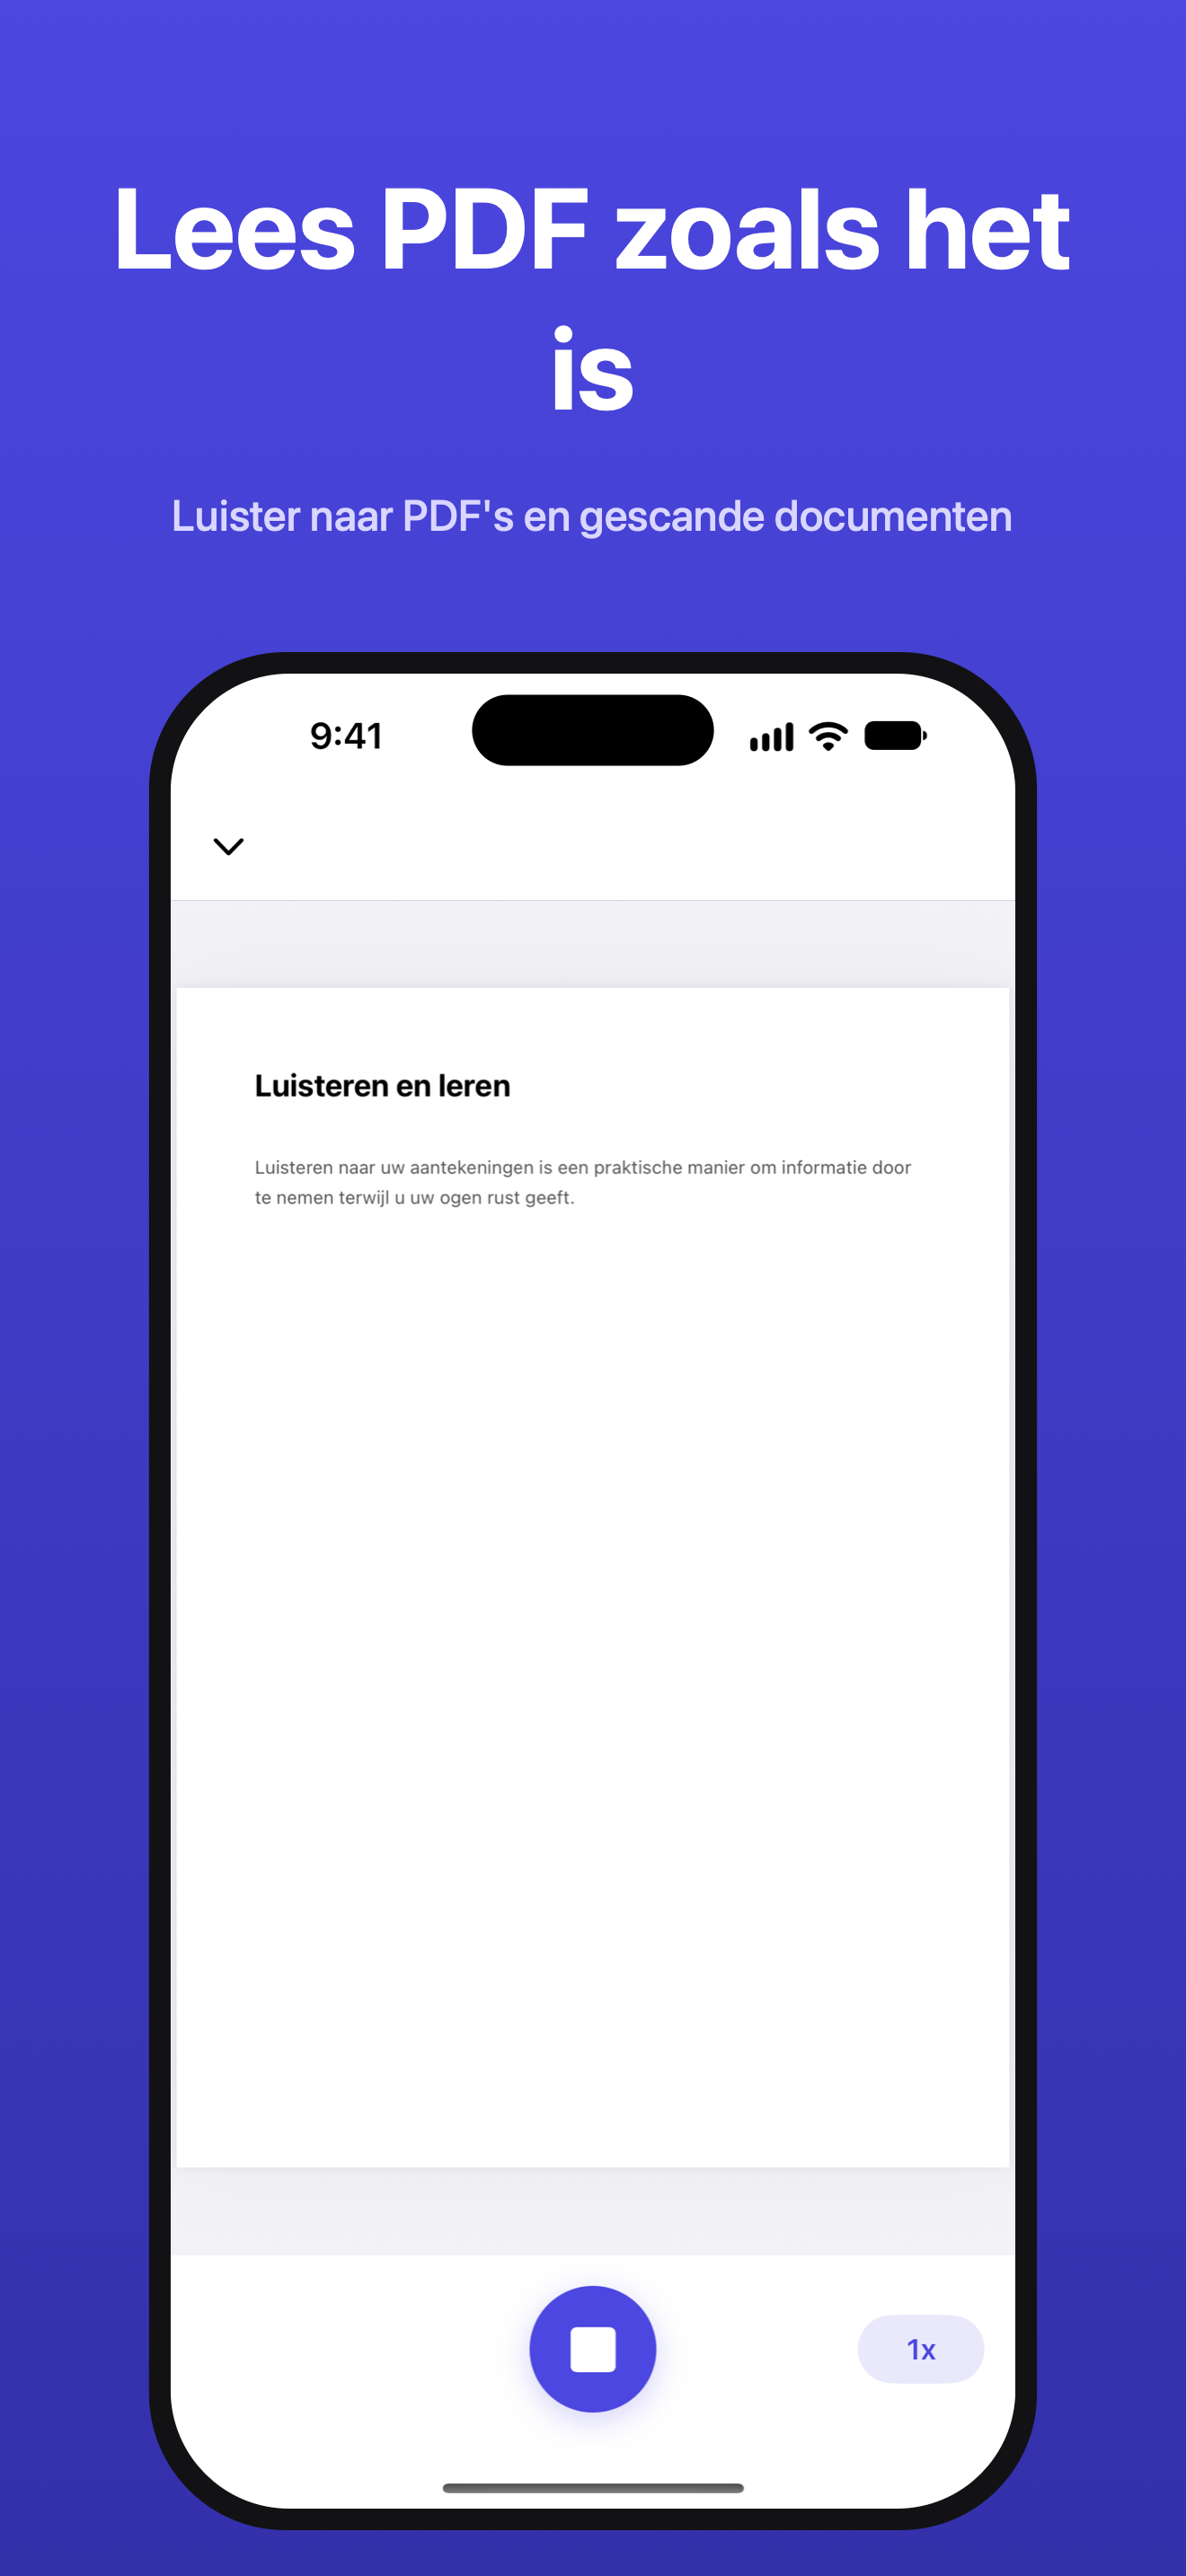 Lees PDF zoals het
is
Luister naar PDF's en gescande documenten
9:41
Luisteren en leren
Luisteren naar uw aantekeningen is een praktische manier om informatie door
te nemen terwijl u uw ogen rust geeft.
1x